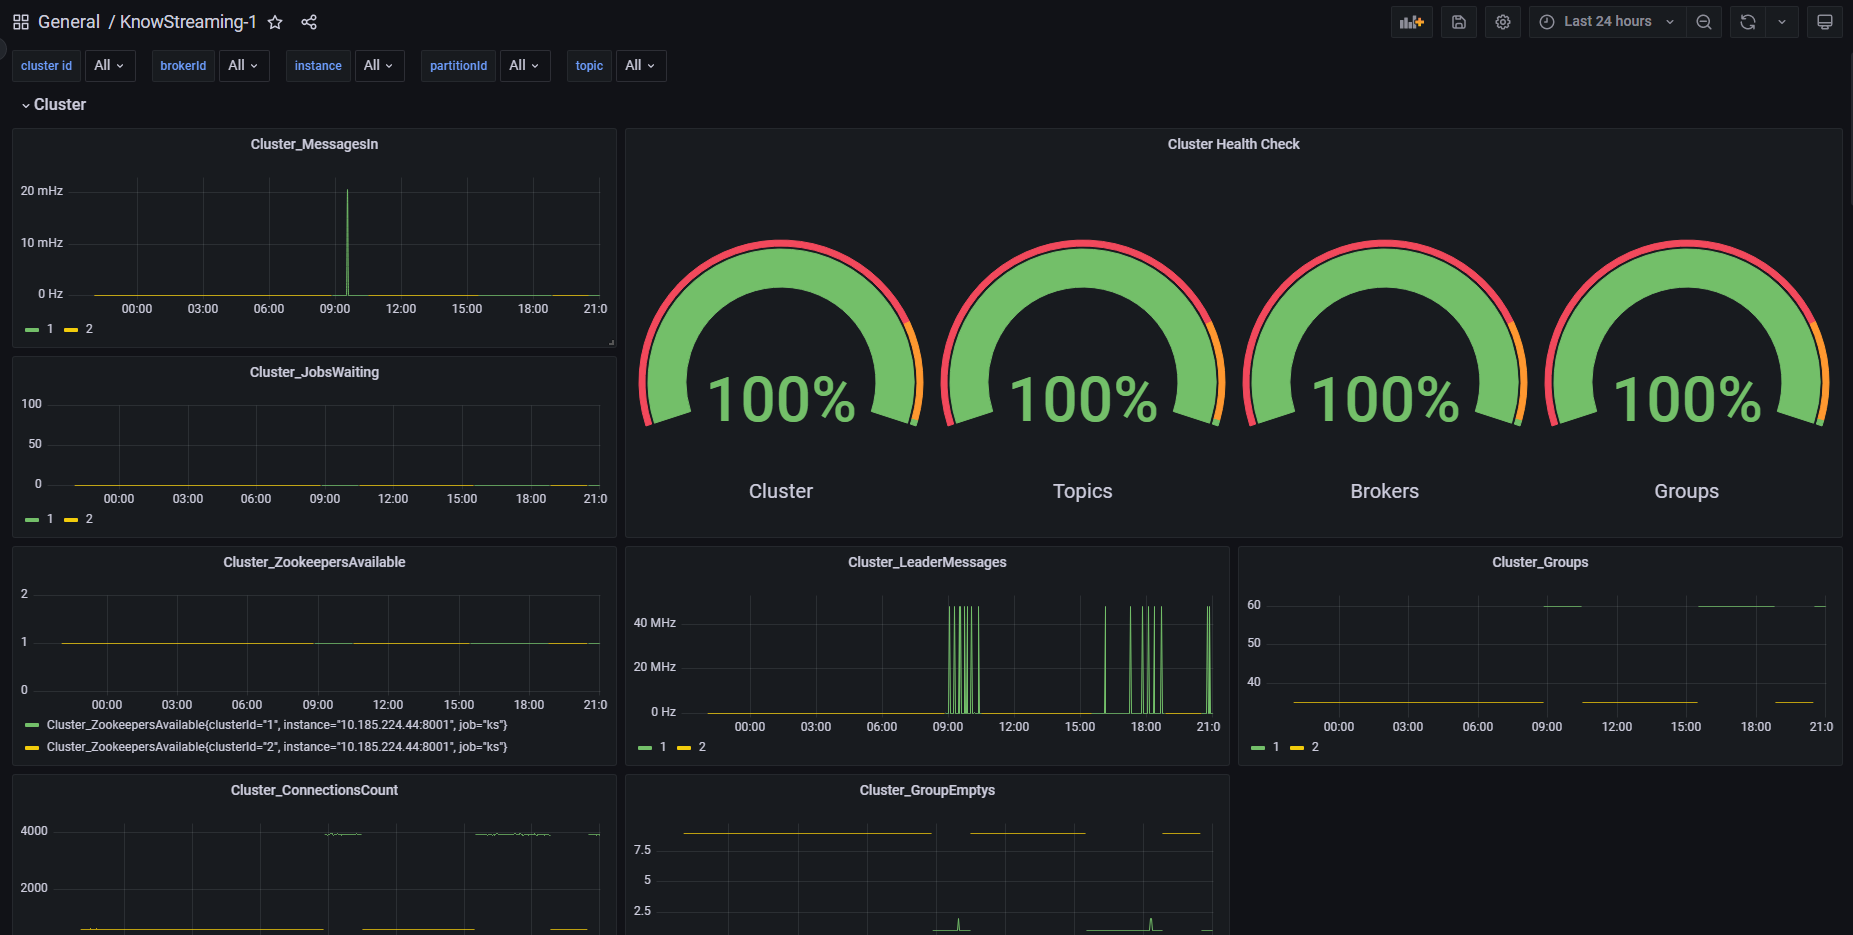 General / KnowStreaming-1
Last 24 hours
cluster id All brokerId All instance All partitionId All topic All
Cluster
Cluster_MessagesIn
20 mHz
10 mHz
0 Hz
00:00 03:00 06:00 09:00 12:00 15:00 18:00 21:0
1 2
Cluster Health Check
100% 100% 100% 100%
Cluster Topics Brokers Groups
Cluster_JobsWaiting
100
50
0
00:00 03:00 06:00 09:00 12:00 15:00 18:00 21:0
1 2
Cluster_ZookeepersAvailable
2
1
0
00:00 03:00 06:00 09:00 12:00 15:00 18:00 21:0
Cluster_ZookeepersAvailable{clusterId="1", instance="10.185.224.44:8001", job="ks"}
Cluster_ZookeepersAvailable{clusterId="2", instance="10.185.224.44:8001", job="ks"}
Cluster_LeaderMessages
40 MHz
20 MHz
0 Hz
00:00 03:00 06:00 09:00 12:00 15:00 18:00 21:0
1 2
Cluster_Groups
60
50
40
00:00 03:00 06:00 09:00 12:00 15:00 18:00 21:0
1 2
Cluster_ConnectionsCount
4000
2000
Cluster_GroupEmptys
7.5
5
2.5